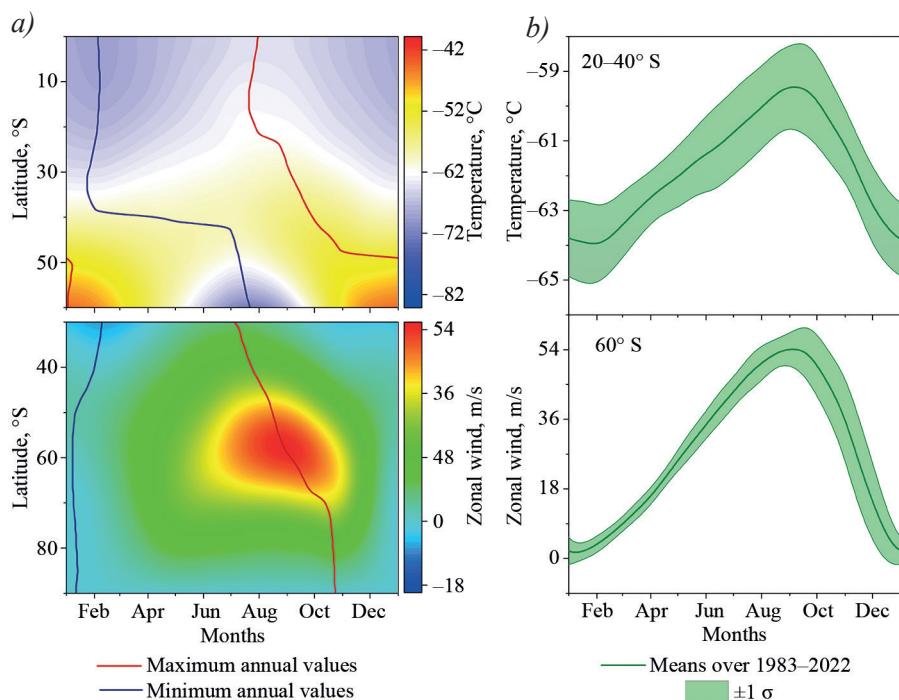 a)
b)
10
30
50
Latitude, °S
−42
−52
−62
−72
−82
Temperature, °C
20–40° S
−59
−61
−63
−65
Temperature, °C
40
60
80
Latitude, °S
54
36
48
0
−18
Zonal wind, m/s
60° S
54
36
18
0
Zonal wind, m/s
Feb Apr Jun Aug Oct Dec
Months
Feb Apr Jun Aug Oct Dec
Months
Maximum annual values
Minimum annual values
Means over 1983–2022
±1 σ